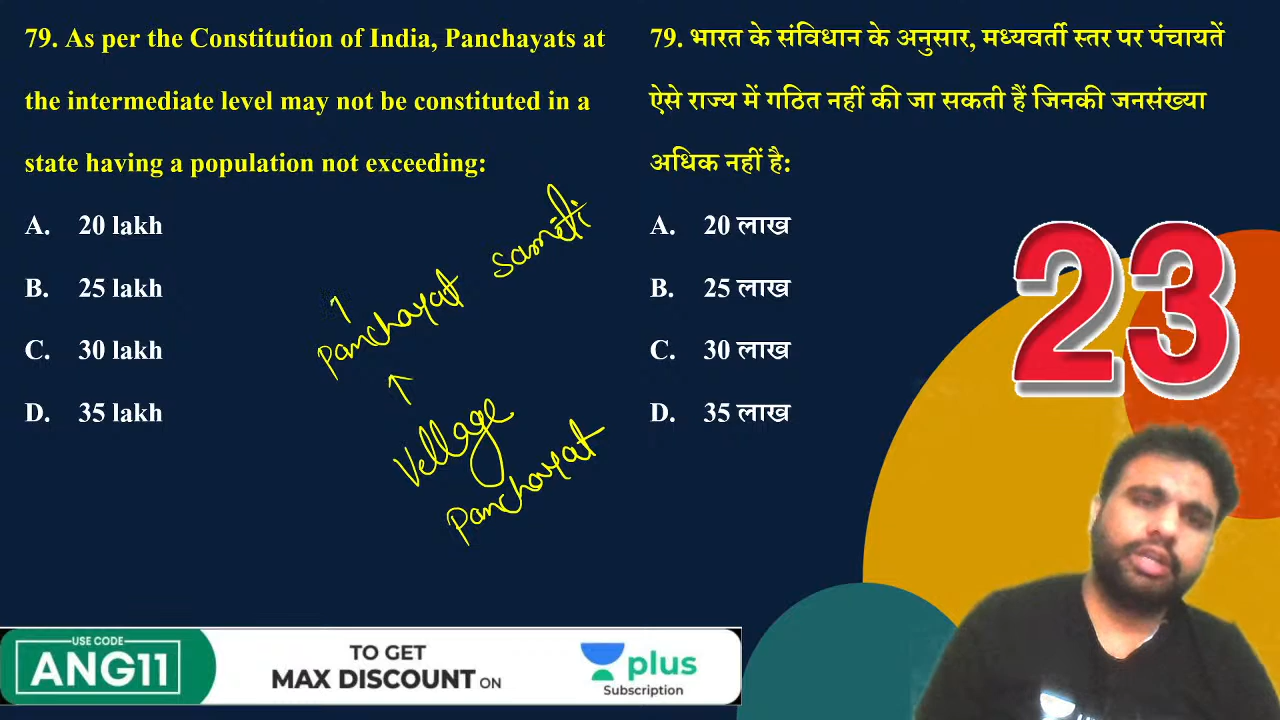 79. As per the Constitution of India, Panchayats at
the intermediate level may not be constituted in a
state having a population not exceeding:
A. 20 lakh
B. 25 lakh
C. 30 lakh
D. 35 lakh
Panchayat samiti
Vellage
Panchayat
79. भारत के संविधान के अनुसार, मध्यवर्ती स्तर पर पंचायतें
ऐसे राज्य में गठित नहीं की जा सकती हैं जिनकी जनसंख्या
अधिक नहीं है:
A. 20 लाख
B. 25 लाख
C. 30 लाख
D. 35 लाख
23
USE CODE
ANG11
TO GET
MAX DISCOUNT ON
plus
Subscription